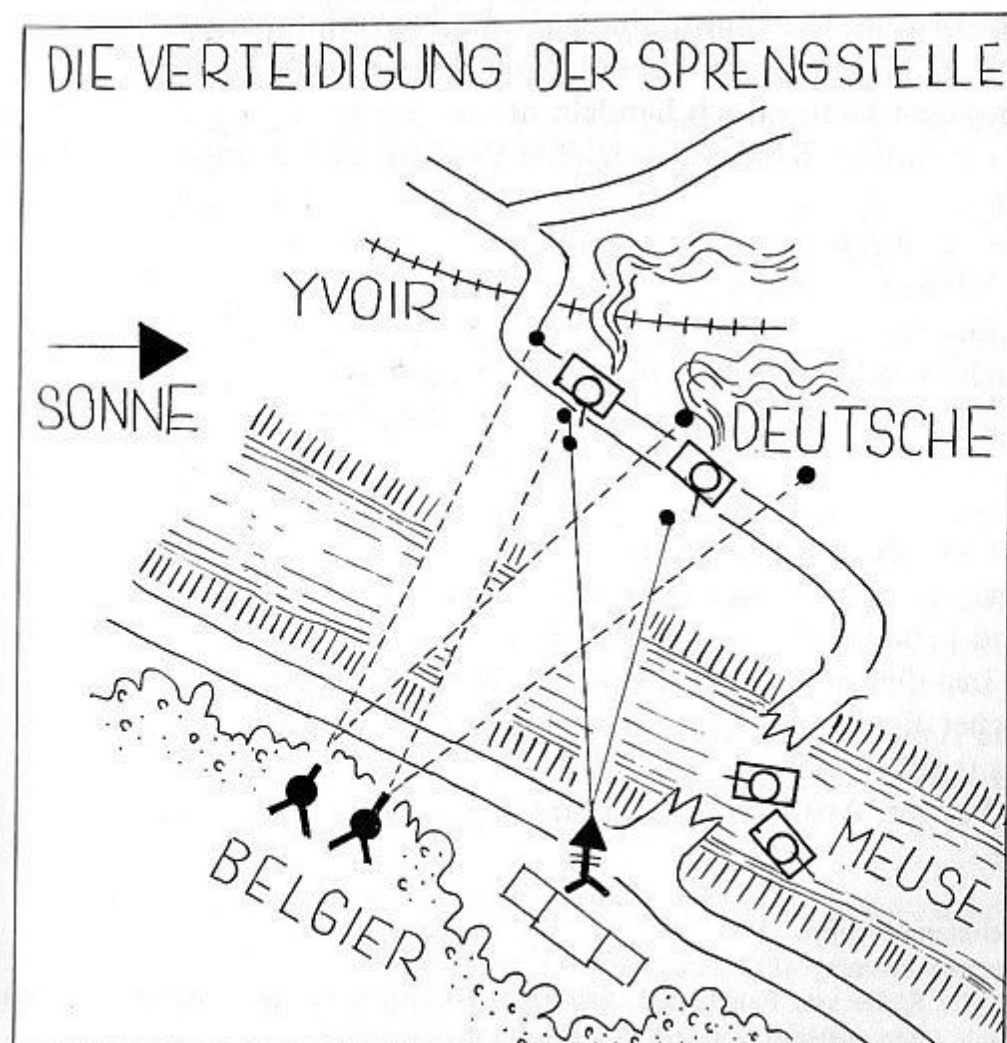 DIE VERTEIDIGUNG DER SPRENGSTELLE
YVOIR
SONNE
DEUTSCHE
MEUSE
BELGIER